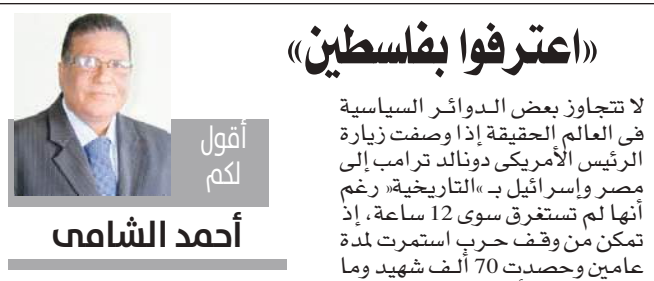 «اعترفوا بفلسطين»
أقول
لكم
أحمد الشامى
لا تتجاوز بعض الدوائر السياسية
فى العالم الحقيقة إذا وصفت زيارة
الرئيس الأمريكى دونالد ترامب إلى
مصر وإسرائيل بـ »التاريخية« رغم
أنها لم تستغرق سوى 12 ساعة، إذ
تمكن من وقف حرب استمرت لمدة
عامين وحصدت 70 ألف شهيد وما